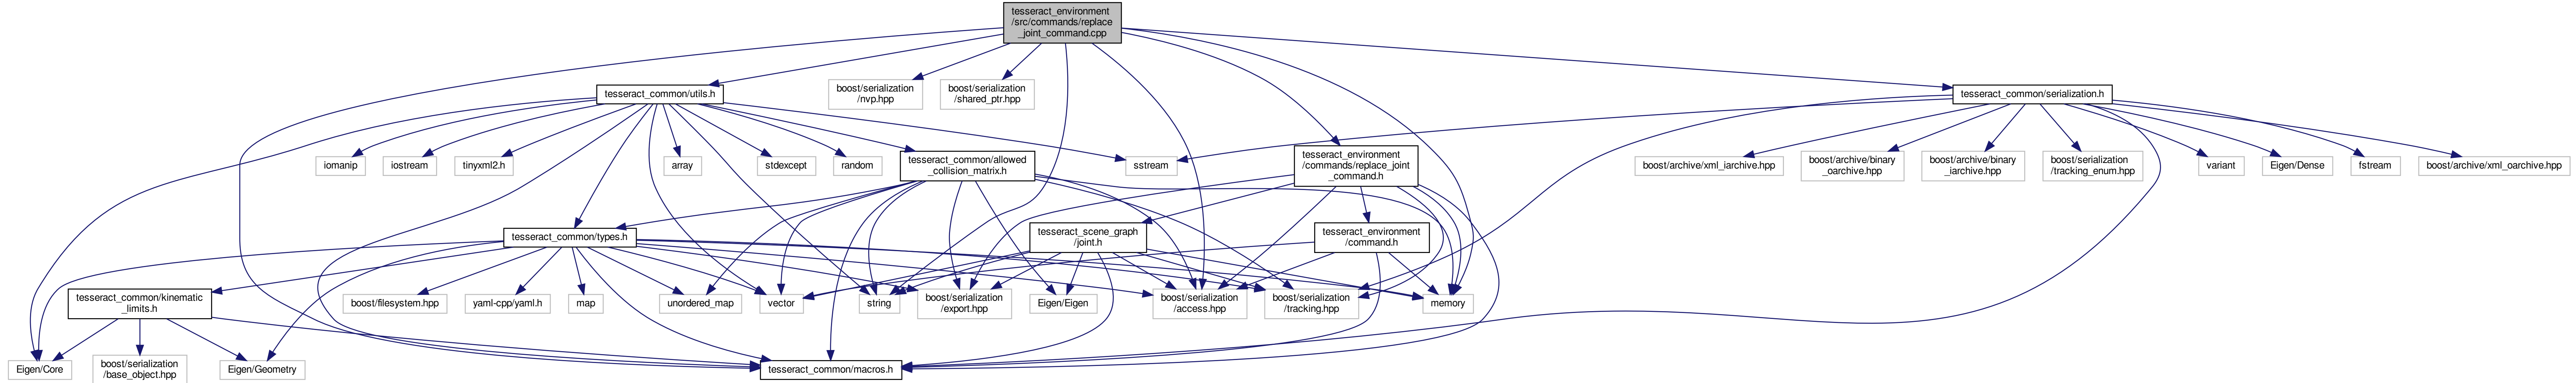 tesseract_environment
/src/commands/replace
_joint_command.cpp
tesseract_common/utils.h
boost/serialization
/nvp.hpp
boost/serialization
/shared_ptr.hpp
tesseract_common/serialization.h
iomanip
iostream
tinyxml2.h
array
stdexcept
random
tesseract_common/allowed
_collision_matrix.h
sstream
tesseract_environment
/commands/replace_joint
_command.h
boost/archive/xml_iarchive.hpp
boost/archive/binary
_oarchive.hpp
boost/archive/binary
_iarchive.hpp
boost/serialization
/tracking_enum.hpp
variant
Eigen/Dense
fstream
boost/archive/xml_oarchive.hpp
tesseract_common/types.h
tesseract_scene_graph
/joint.h
tesseract_environment
/command.h
tesseract_common/kinematic
_limits.h
boost/filesystem.hpp
yaml-cpp/yaml.h
map
unordered_map
vector
string
boost/serialization
/export.hpp
Eigen/Eigen
boost/serialization
/access.hpp
boost/serialization
/tracking.hpp
memory
Eigen/Core
boost/serialization
/base_object.hpp
Eigen/Geometry
tesseract_common/macros.h